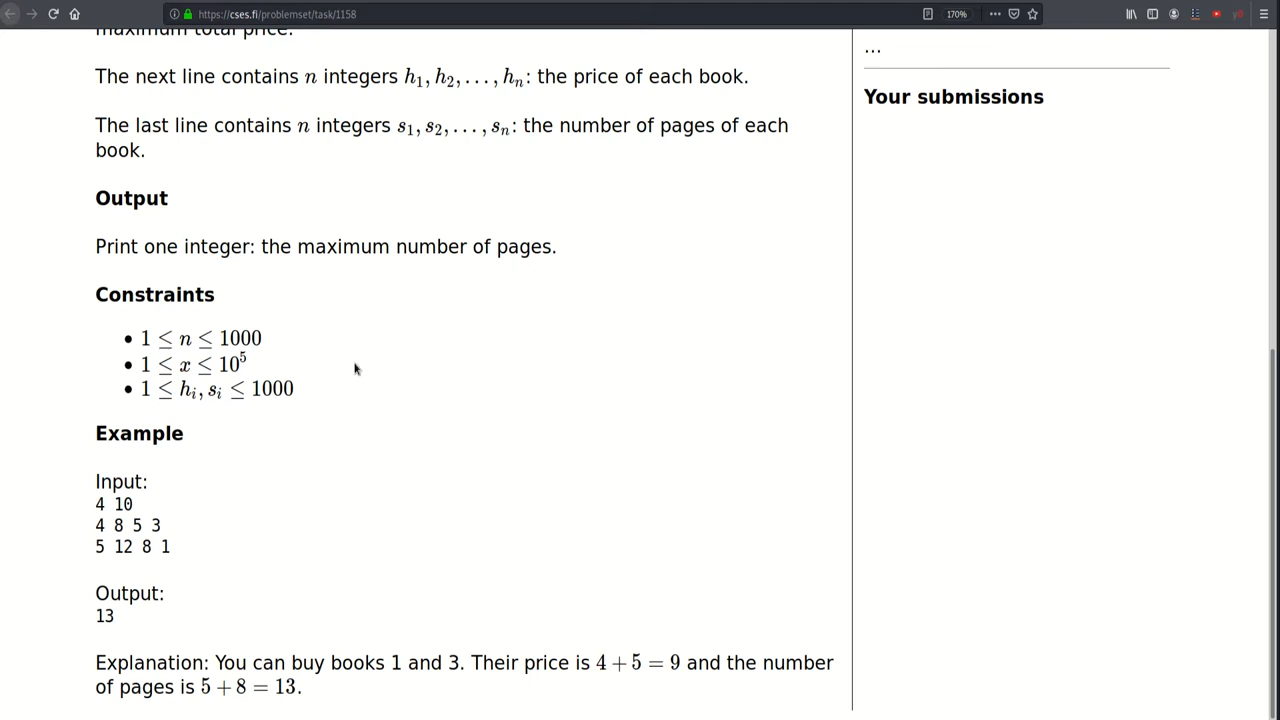 https://cses.fi/problemset/task/1158
170%
maximum total price.
...
The next line contains n integers h₁, h₂, . . . , hₙ: the price of each book.
Your submissions
The last line contains n integers s₁, s₂, . . . , sₙ: the number of pages of each
book.
Output
Print one integer: the maximum number of pages.
Constraints
• 1 ≤ n ≤ 1000
• 1 ≤ x ≤ 10⁵
• 1 ≤ hᵢ, sᵢ ≤ 1000
Example
Input:
4 10
4 8 5 3
5 12 8 1
Output:
13
Explanation: You can buy books 1 and 3. Their price is 4 + 5 = 9 and the number
of pages is 5 + 8 = 13.